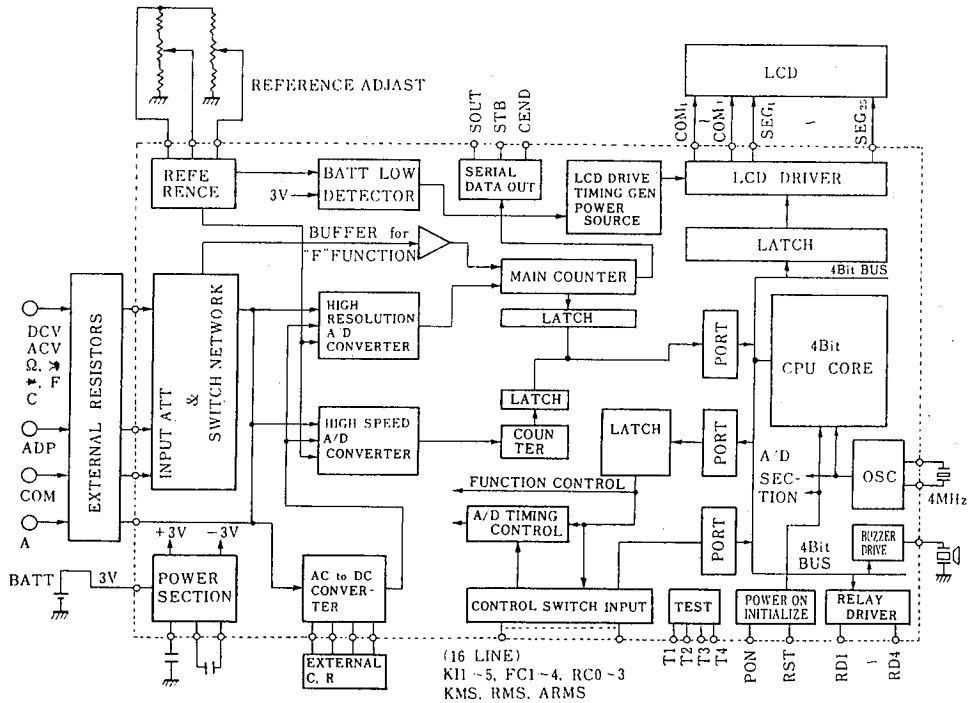 REFERENCE ADJAST
LCD
COM1
~
COM4
SEG1
~
SEG25
SOUT
STB
CEND
REFE
RENCE
BATT LOW
DETECTOR
3V
SERIAL
DATA OUT
LCD DRIVE
TIMING GEN
POWER
SOURCE
LCD DRIVER
LATCH
4Bit BUS
BUFFER for
"F" FUNCTION
MAIN COUNTER
LATCH
HIGH
RESOLUTION
A/D
CONVERTER
PORT
4Bit
CPU CORE
DCV
ACV
Ω,
, F
C
ADP
COM
A
EXTERNAL RESISTORS
INPUT ATT
&
SWITCH NETWORK
HIGH SPEED
A/D
CONVERTER
LATCH
COUN
TER
LATCH
PORT
A/D
SEC-
TION
OSC
4MHz
FUNCTION CONTROL
A/D TIMING
CONTROL
PORT
4Bit
BUS
BUZZER
DRIVE
+3V
-3V
BATT
3V
POWER
SECTION
AC to DC
CONVER-
TER
CONTROL SWITCH INPUT
TEST
POWER ON
INITIALIZE
RELAY
DRIVER
EXTERNAL
C, R
T1
T2
T3
T4
PON
RST
RD1
~
RD4
(16 LINE)
KI1~5, FC1~4, RC0~3
KMS, RMS, ARMS